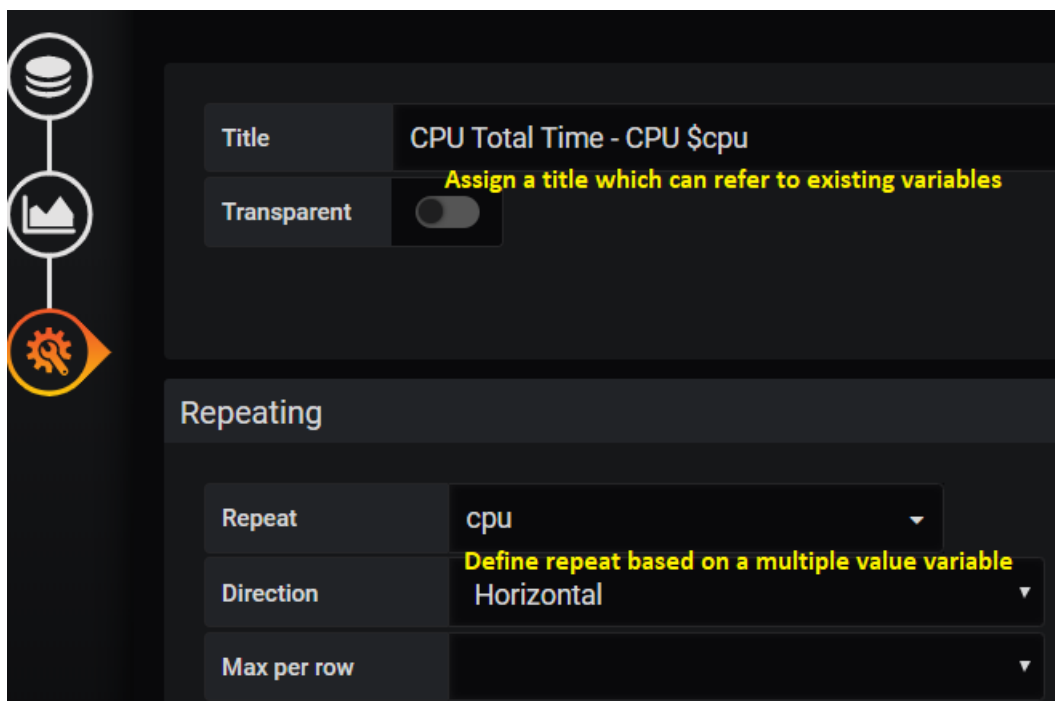 Title CPU Total Time - CPU $cpu
Assign a title which can refer to existing variables
Transparent
Repeating
Repeat cpu
Define repeat based on a multiple value variable
Direction Horizontal
Max per row